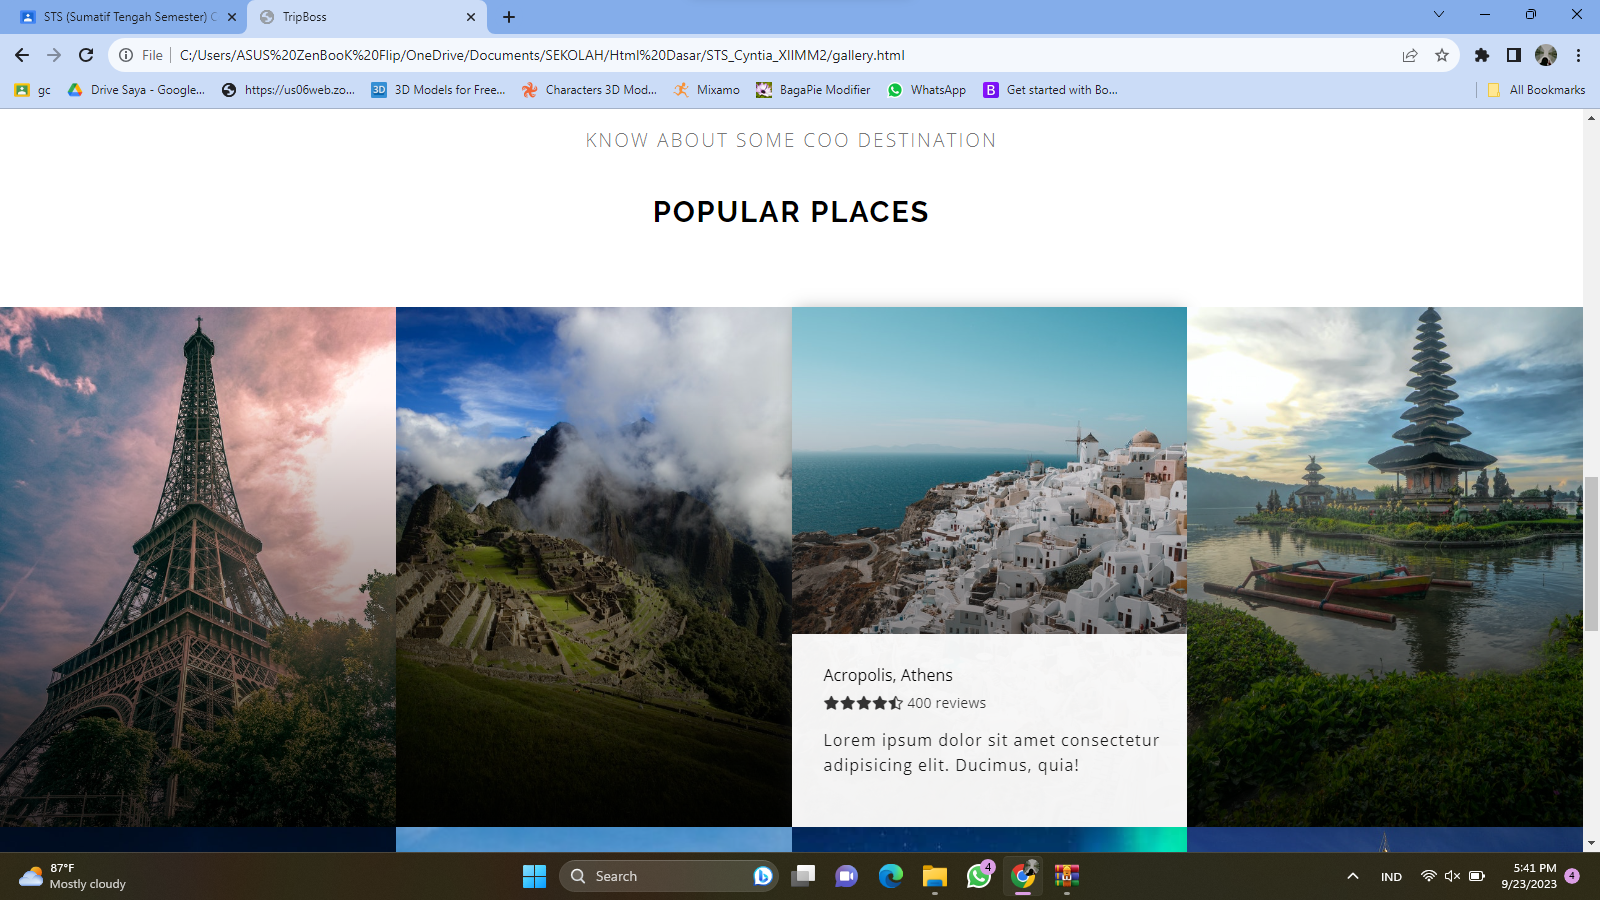 STS (Sumatif Tengah Semester) C
TripBoss
File
C:/Users/ASUS%20ZenBooK%20Flip/OneDrive/Documents/SEKOLAH/Html%20Dasar/STS_Cyntia_XIIMM2/gallery.html
gc
Drive Saya - Google...
https://us06web.zo...
3D
3D Models for Free...
Characters 3D Mod...
Mixamo
BagaPie Modifier
WhatsApp
B
Get started with Bo...
All Bookmarks
KNOW ABOUT SOME COO DESTINATION
POPULAR PLACES
Acropolis, Athens
400 reviews
Lorem ipsum dolor sit amet consectetur
adipisicing elit. Ducimus, quia!
87°F
Mostly cloudy
Search
4
IND
5:41 PM
9/23/2023
4